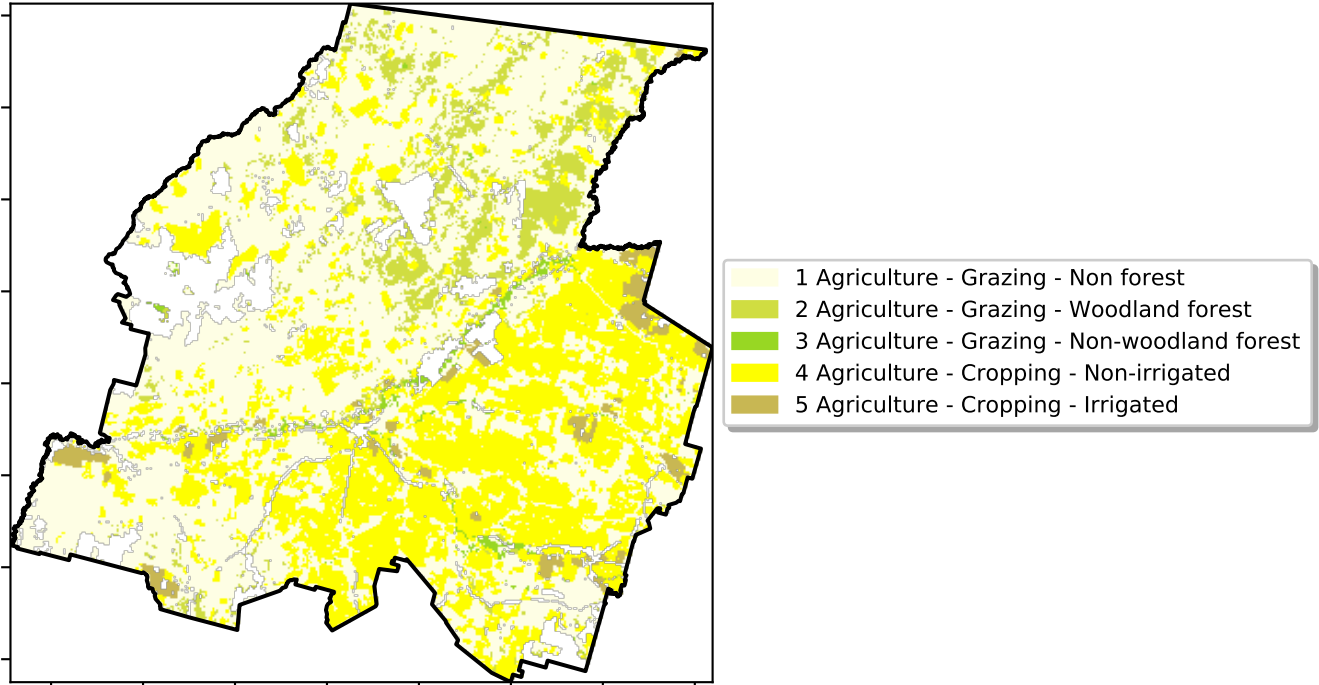 1 Agriculture - Grazing - Non forest
2 Agriculture - Grazing - Woodland forest
3 Agriculture - Grazing - Non-woodland forest
4 Agriculture - Cropping - Non-irrigated
5 Agriculture - Cropping - Irrigated